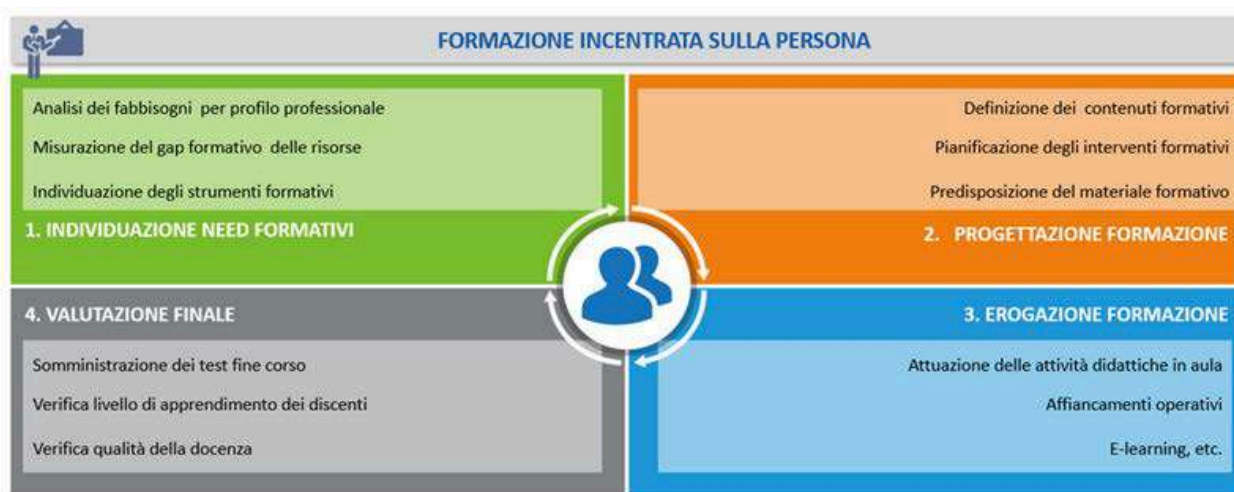 FORMAZIONE INCENTRATA SULLA PERSONA
Analisi dei fabbisogni per profilo professionale
Misurazione del gap formativo delle risorse
Individuazione degli strumenti formativi
1. INDIVIDUAZIONE NEED FORMATIVI
Definizione dei contenuti formativi
Pianificazione degli interventi formativi
Predisposizione del materiale formativo
2. PROGETTAZIONE FORMAZIONE
4. VALUTAZIONE FINALE
Somministrazione dei test fine corso
Verifica livello di apprendimento dei discenti
Verifica qualità della docenza
3. EROGAZIONE FORMAZIONE
Attuazione delle attività didattiche in aula
Affiancamenti operativi
E-learning, etc.